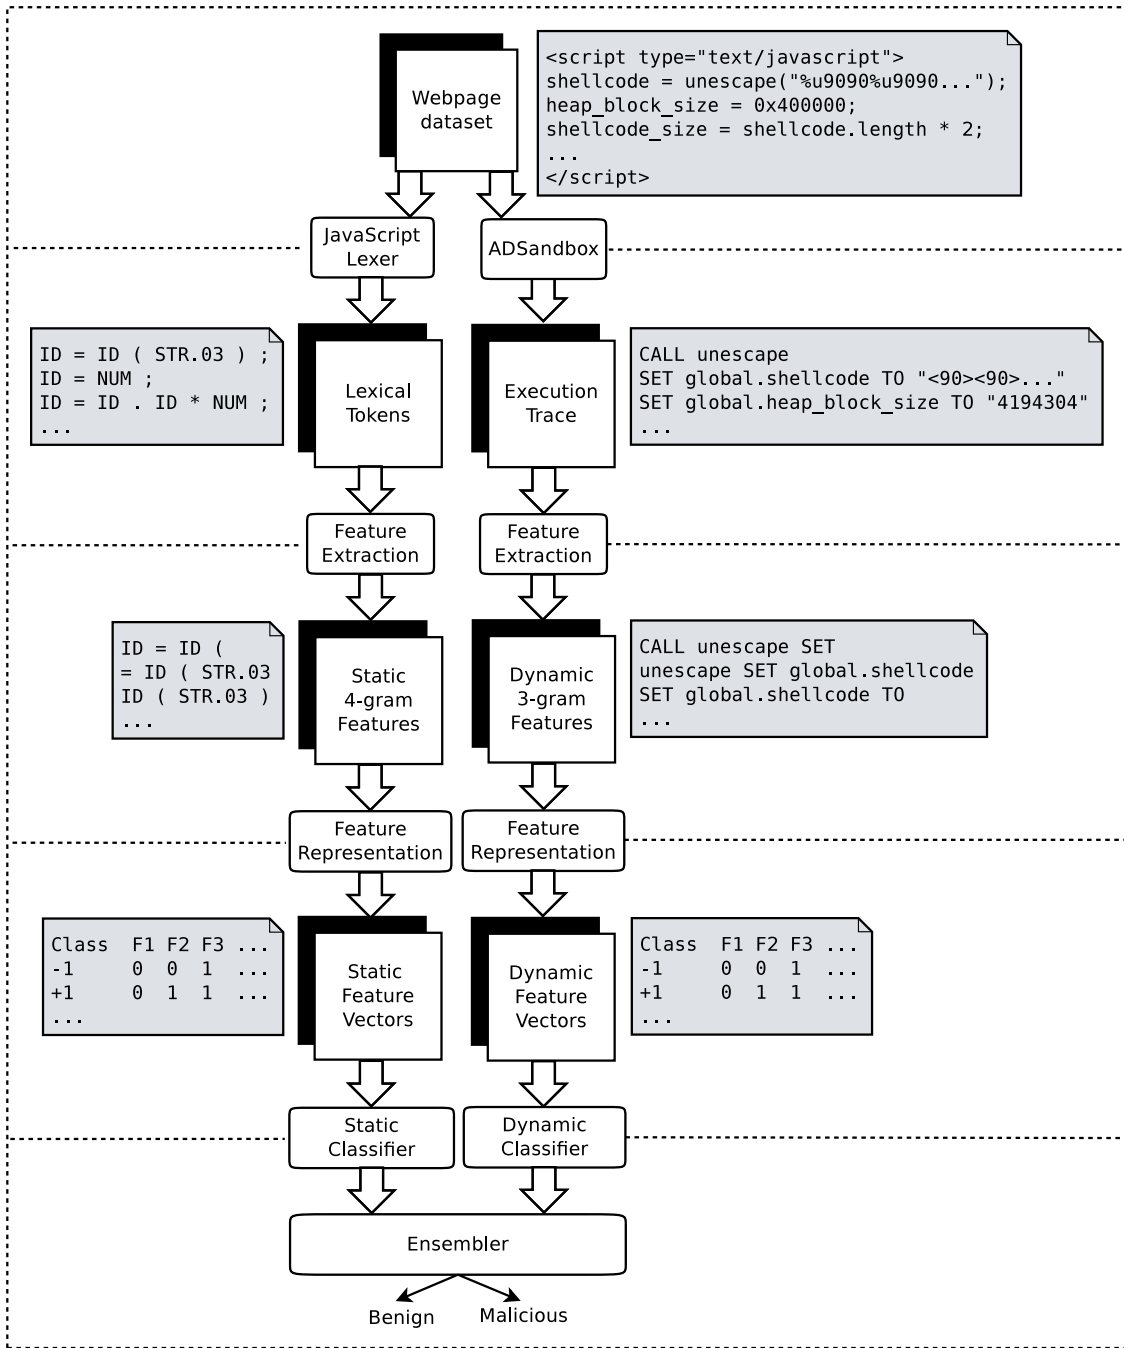 Webpage
dataset
<script type="text/javascript">
shellcode = unescape("%u9090%u9090...");
heap_block_size = 0x400000;
shellcode_size = shellcode.length * 2;
...
</script>
JavaScript
Lexer
ADSandbox
ID = ID ( STR.03 ) ;
ID = NUM ;
ID = ID . ID * NUM ;
...
Lexical
Tokens
Execution
Trace
CALL unescape
SET global.shellcode TO "<90><90>..."
SET global.heap_block_size TO "4194304"
...
Feature
Extraction
Feature
Extraction
ID = ID (
= ID ( STR.03
ID ( STR.03 )
...
Static
4-gram
Features
Dynamic
3-gram
Features
CALL unescape SET
unescape SET global.shellcode
SET global.shellcode TO
...
Feature
Representation
Feature
Representation
Class F1 F2 F3 ...
-1 0 0 1 ...
+1 0 1 1 ...
...
Static
Feature
Vectors
Dynamic
Feature
Vectors
Class F1 F2 F3 ...
-1 0 0 1 ...
+1 0 1 1 ...
...
Static
Classifier
Dynamic
Classifier
Ensembler
Benign
Malicious